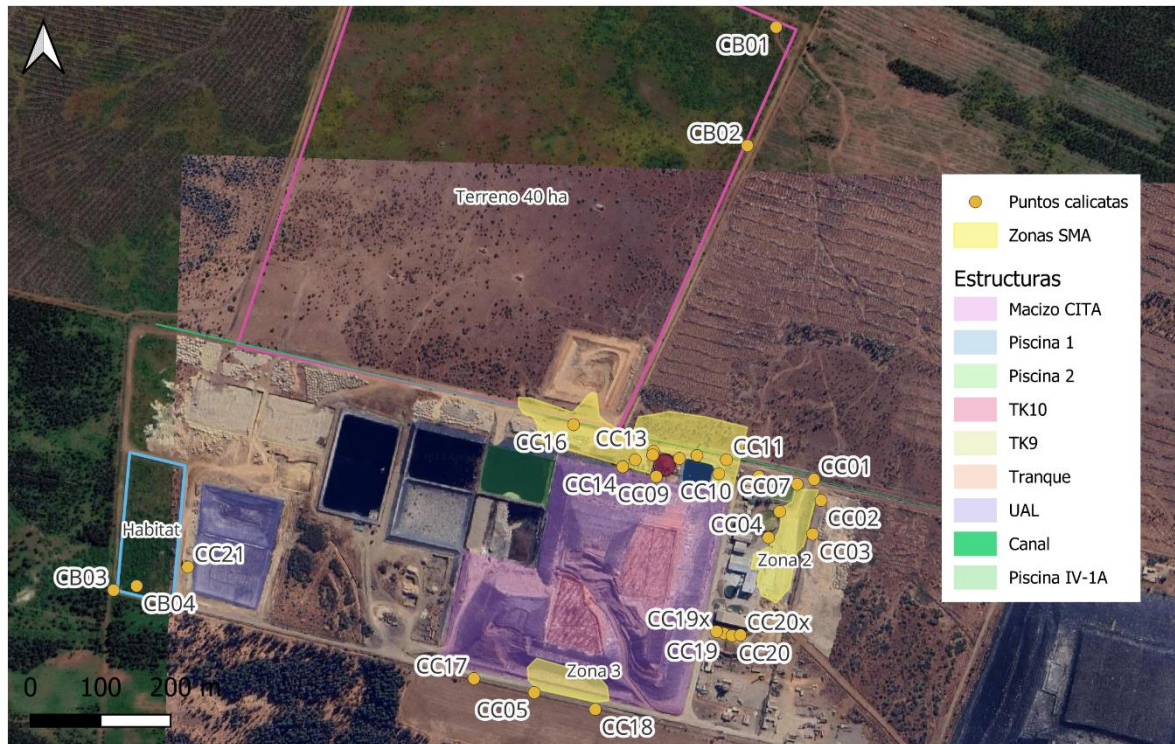 CB01
CB02
Terreno 40 ha
Puntos calicatas
Zonas SMA
Estructuras
Macizo CITA
Piscina 1
Piscina 2
TK10
TK9
Tranque
UAL
Canal
Piscina IV-1A
CC16
CC13
CC11
CC14
CC09
CC10
CC07
CC01
CC02
CC04
CC03
Zona 2
Habitat
CC21
CB03
CB04
CC19x
CC20x
CC19
CC20
CC17
Zona 3
CC05
CC18
0 100 200 m